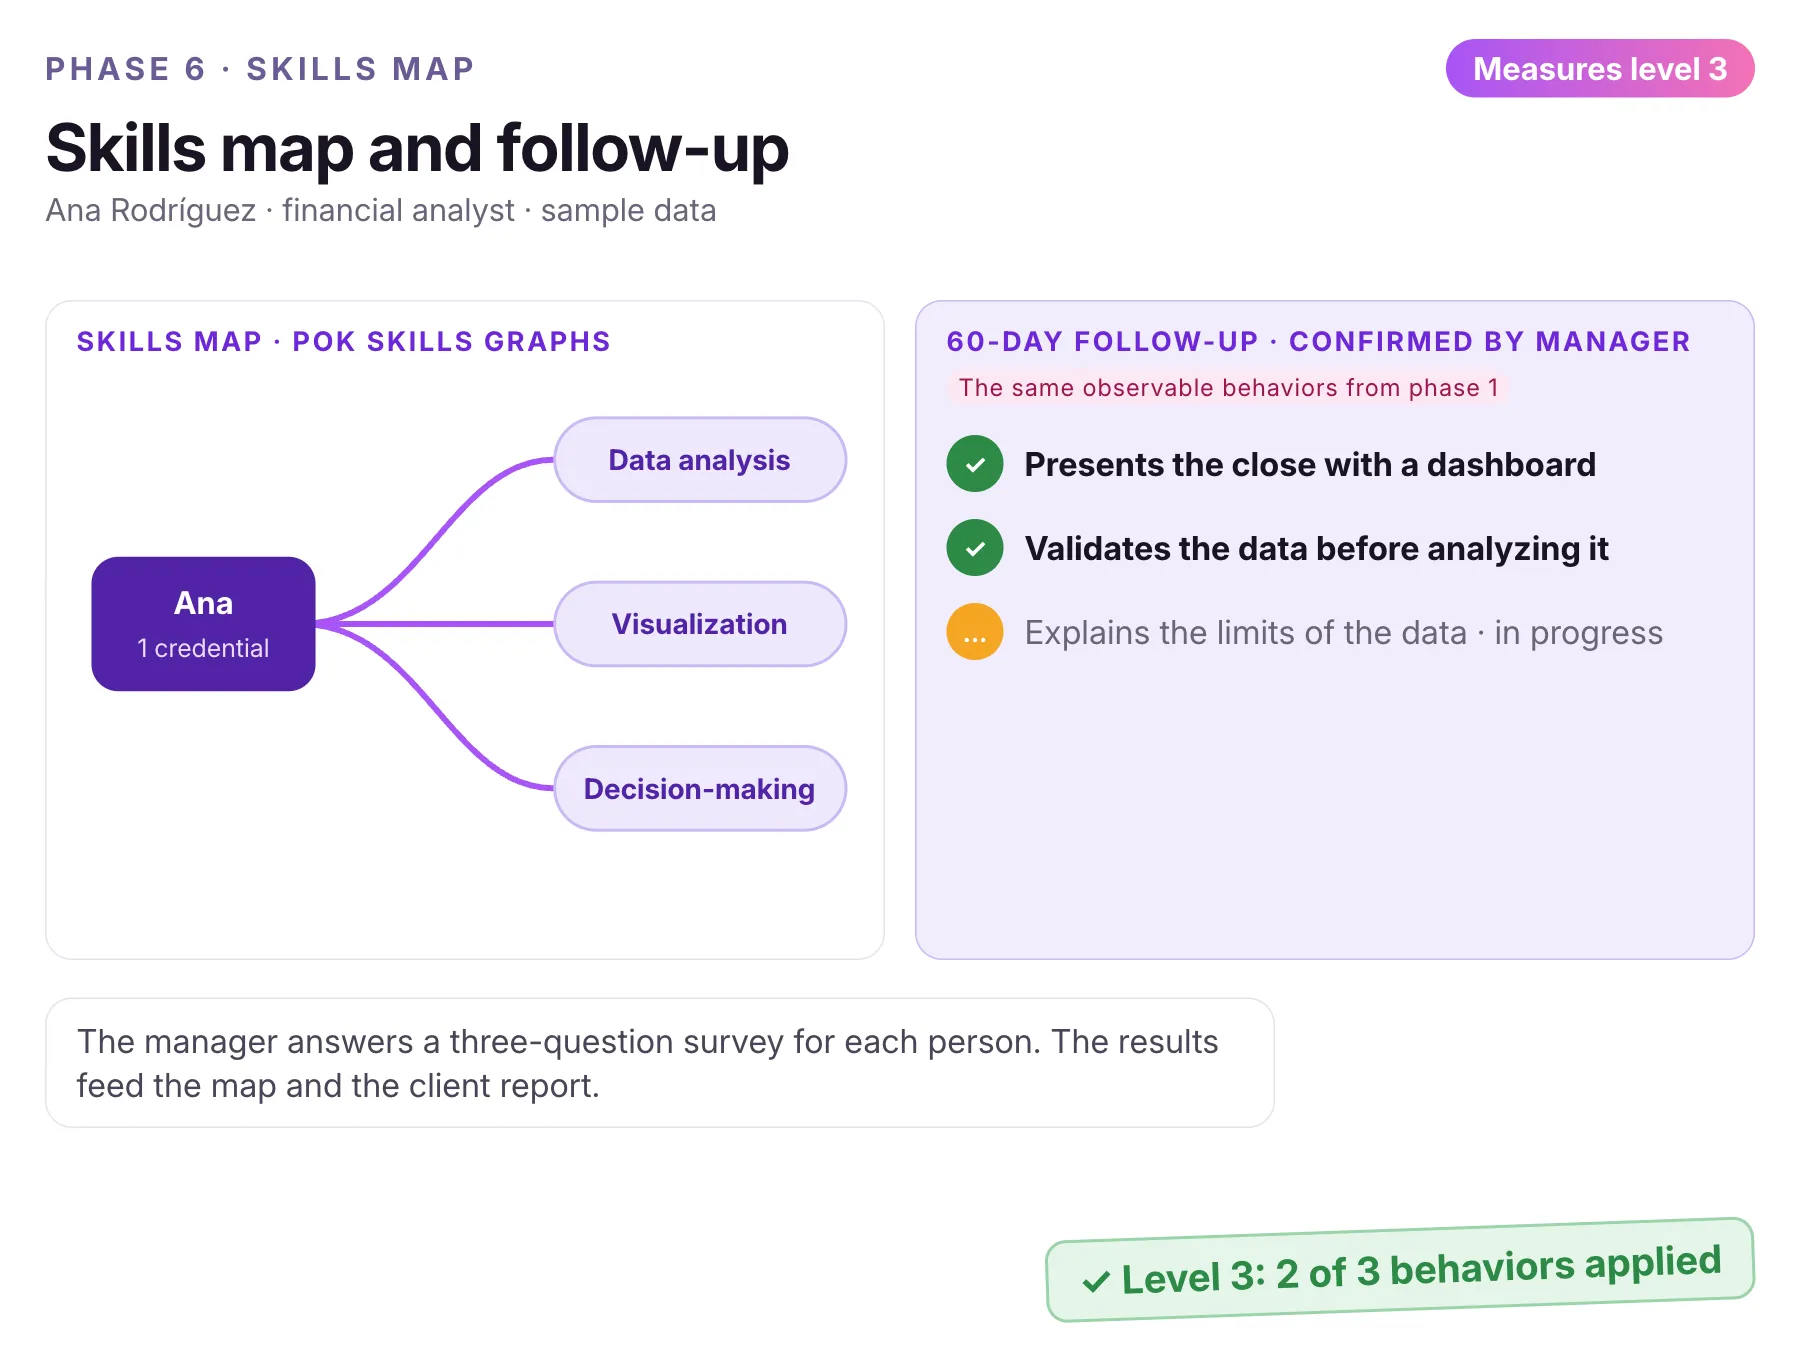 PHASE 6 · SKILLS MAP
Measures level 3
Skills map and follow-up
Ana Rodríguez · financial analyst · sample data
SKILLS MAP · POK SKILLS GRAPHS
Ana
1 credential
Data analysis
Visualization
Decision-making
60-DAY FOLLOW-UP · CONFIRMED BY MANAGER
The same observable behaviors from phase 1
✓ Presents the close with a dashboard
✓ Validates the data before analyzing it
... Explains the limits of the data · in progress
The manager answers a three-question survey for each person. The results
feed the map and the client report.
✓ Level 3: 2 of 3 behaviors applied